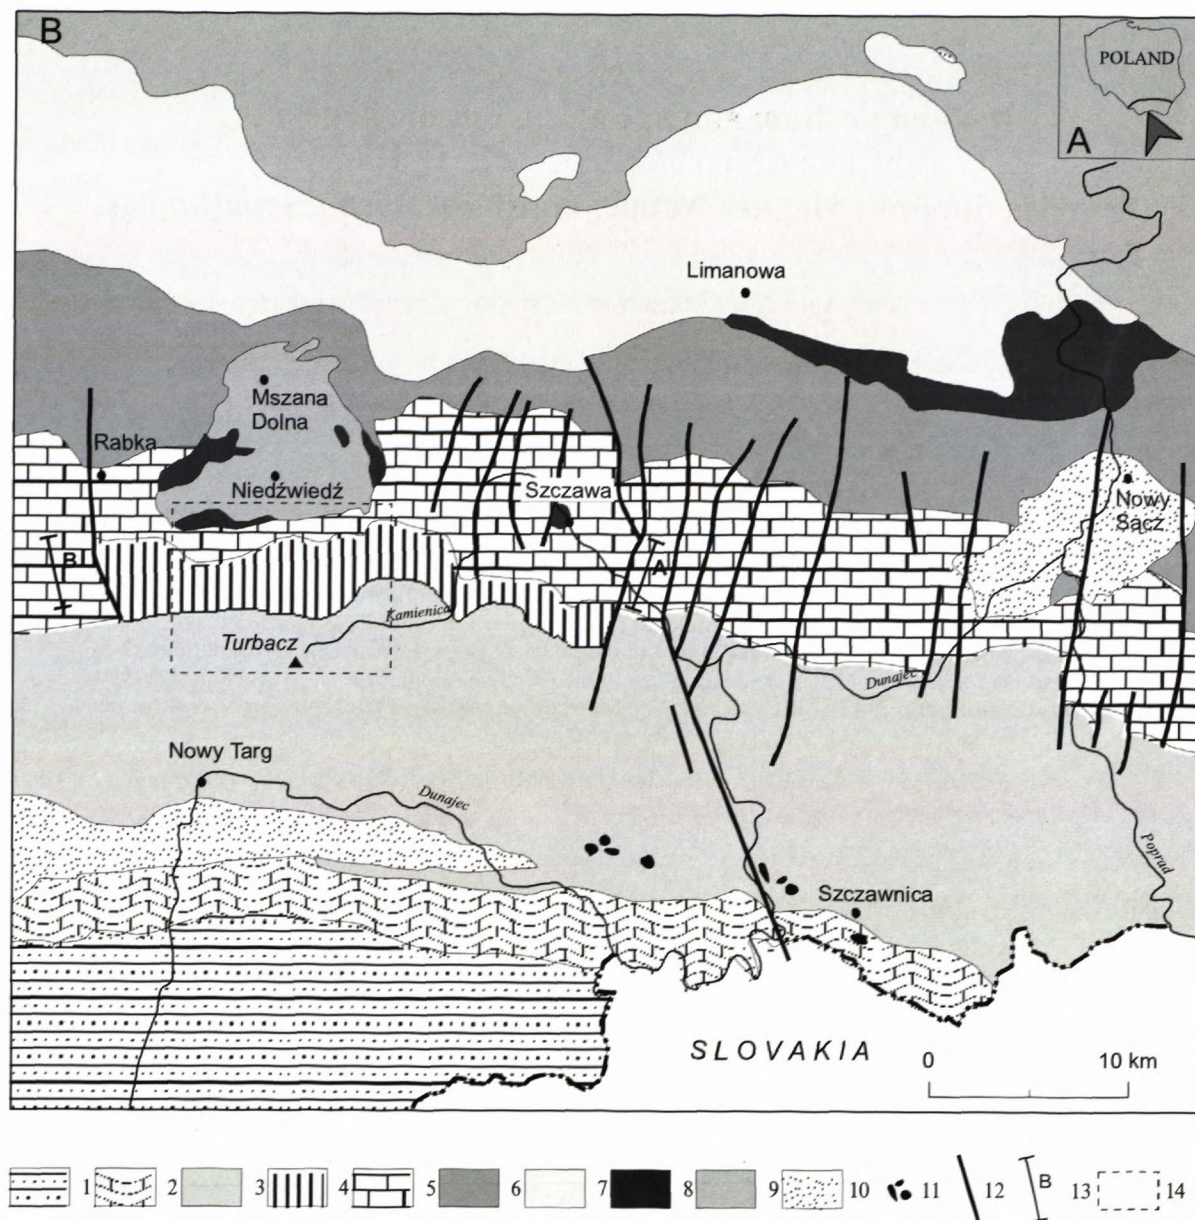 B
POLAND
A
Limanowa
Mszana
Dolna
Rabka
Niedźwiedź
Szczawa
Nowy
Sącz
B
A
Kamienica
Turbacz
Dunajec
Nowy Targ
Dunajec
Poprad
Szczawnica
SLOVAKIA
0 10 km
1 2 3 4 5 6 7 8 9 10 11 12 B 13 14